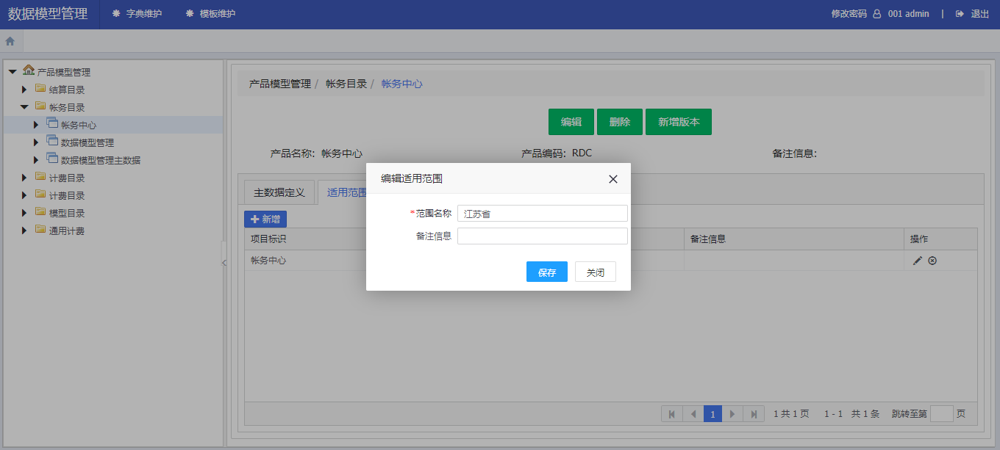 数据模型管理 字典维护 模板维护 修改密码 001 admin | 退出
产品模型管理
结算目录
帐务目录
帐务中心
数据模型管理
数据模型管理主数据
计费目录
计费目录
模型目录
通用计费
产品模型管理 / 帐务目录 / 帐务中心
编辑 删除 新增版本
产品名称: 帐务中心 产品编码: RDC 备注信息:
主数据定义 适用范围
新增
项目标识 备注信息 操作
帐务中心
编辑适用范围
*范围名称 江苏省
备注信息
保存 关闭
1 1 共 1 页 1 - 1 共 1 条 跳转至第 页